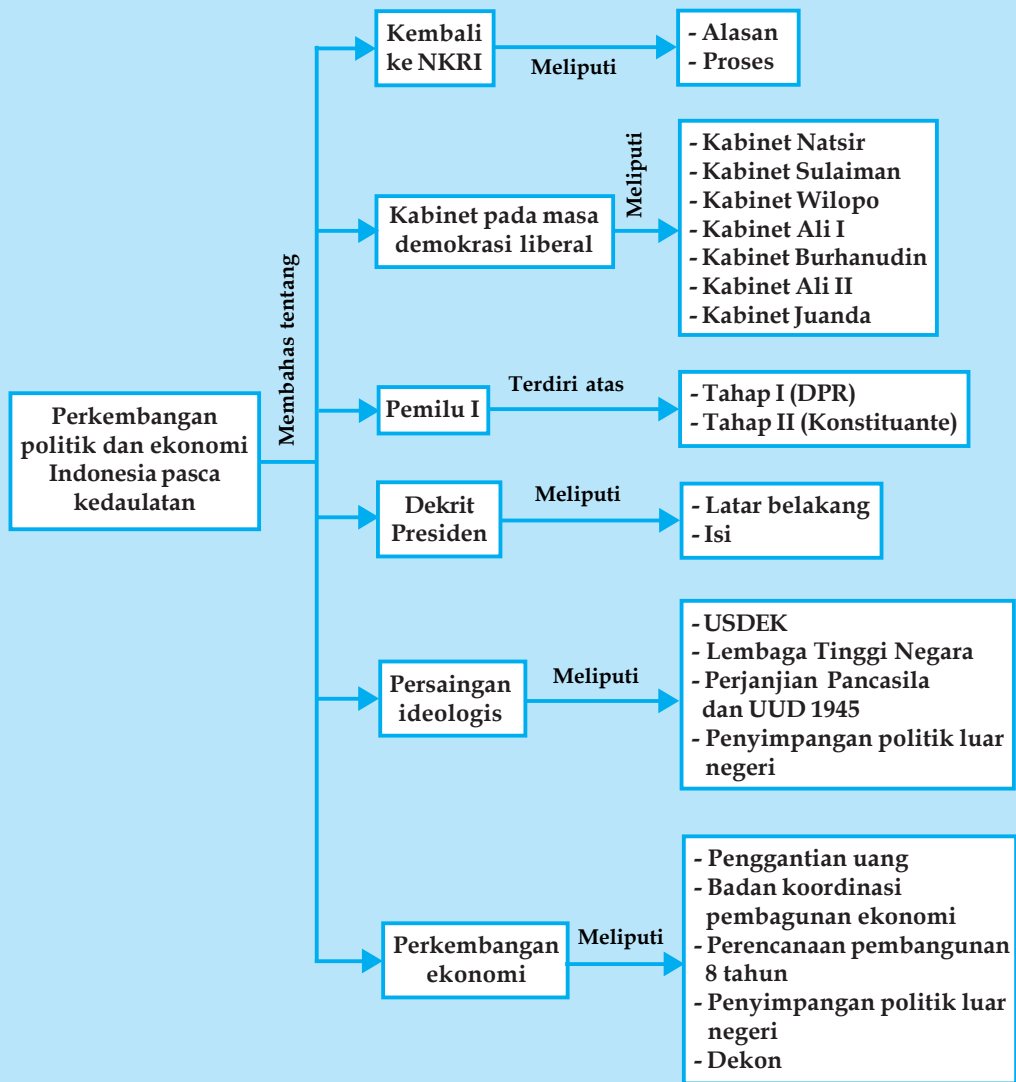 Perkembangan
politik dan ekonomi
Indonesia pasca
kedaulatan
Membahas tentang
Kembali
ke NKRI
Meliputi
- Alasan
- Proses
Kabinet pada masa
demokrasi liberal
Meliputi
- Kabinet Natsir
- Kabinet Sulaiman
- Kabinet Wilopo
- Kabinet Ali I
- Kabinet Burhanudin
- Kabinet Ali II
- Kabinet Juanda
Pemilu I
Terdiri atas
- Tahap I (DPR)
- Tahap II (Konstituante)
Dekrit
Presiden
Meliputi
- Latar belakang
- Isi
Persaingan
ideologis
Meliputi
- USDEK
- Lembaga Tinggi Negara
- Perjanjian Pancasila
dan UUD 1945
- Penyimpangan politik luar
negeri
Perkembangan
ekonomi
Meliputi
- Penggantian uang
- Badan koordinasi
pembagunan ekonomi
- Perencanaan pembangunan
8 tahun
- Penyimpangan politik luar
negeri
- Dekon